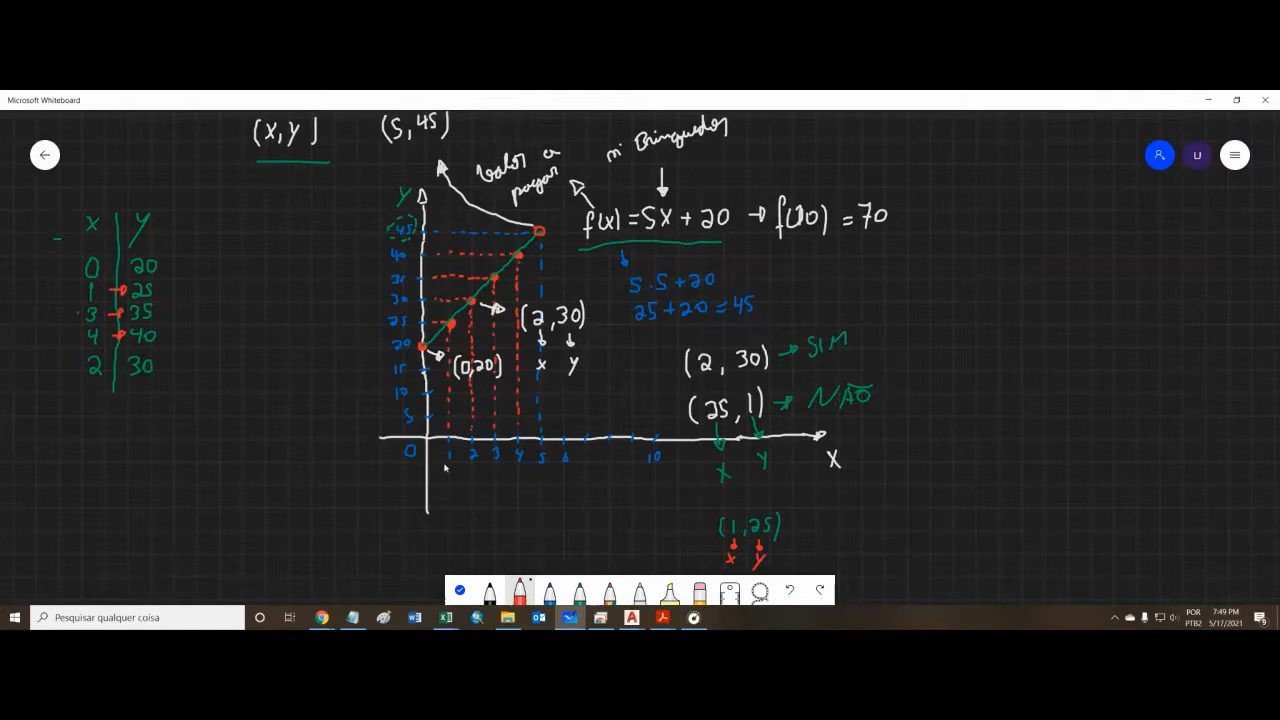 Microsoft Whiteboard
(X,Y) (5,45)
Valor a pagar
nº Brinquedos
f(x)=5X+20 → f(10) = 70
5.5+20
25+20=45
X Y
0 20
1 25
3 35
4 40
2 30
Y
45
40
35
30
25
20
15
10
5
0 1 2 3 4 5 6 10
X
(2,30)
X Y
(0,20)
(2, 30) → SIM
(25,1) → NÃO
X Y
(1,25)
X Y
U
Pesquisar qualquer coisa
POR
PTB2
7:49 PM
5/17/2021